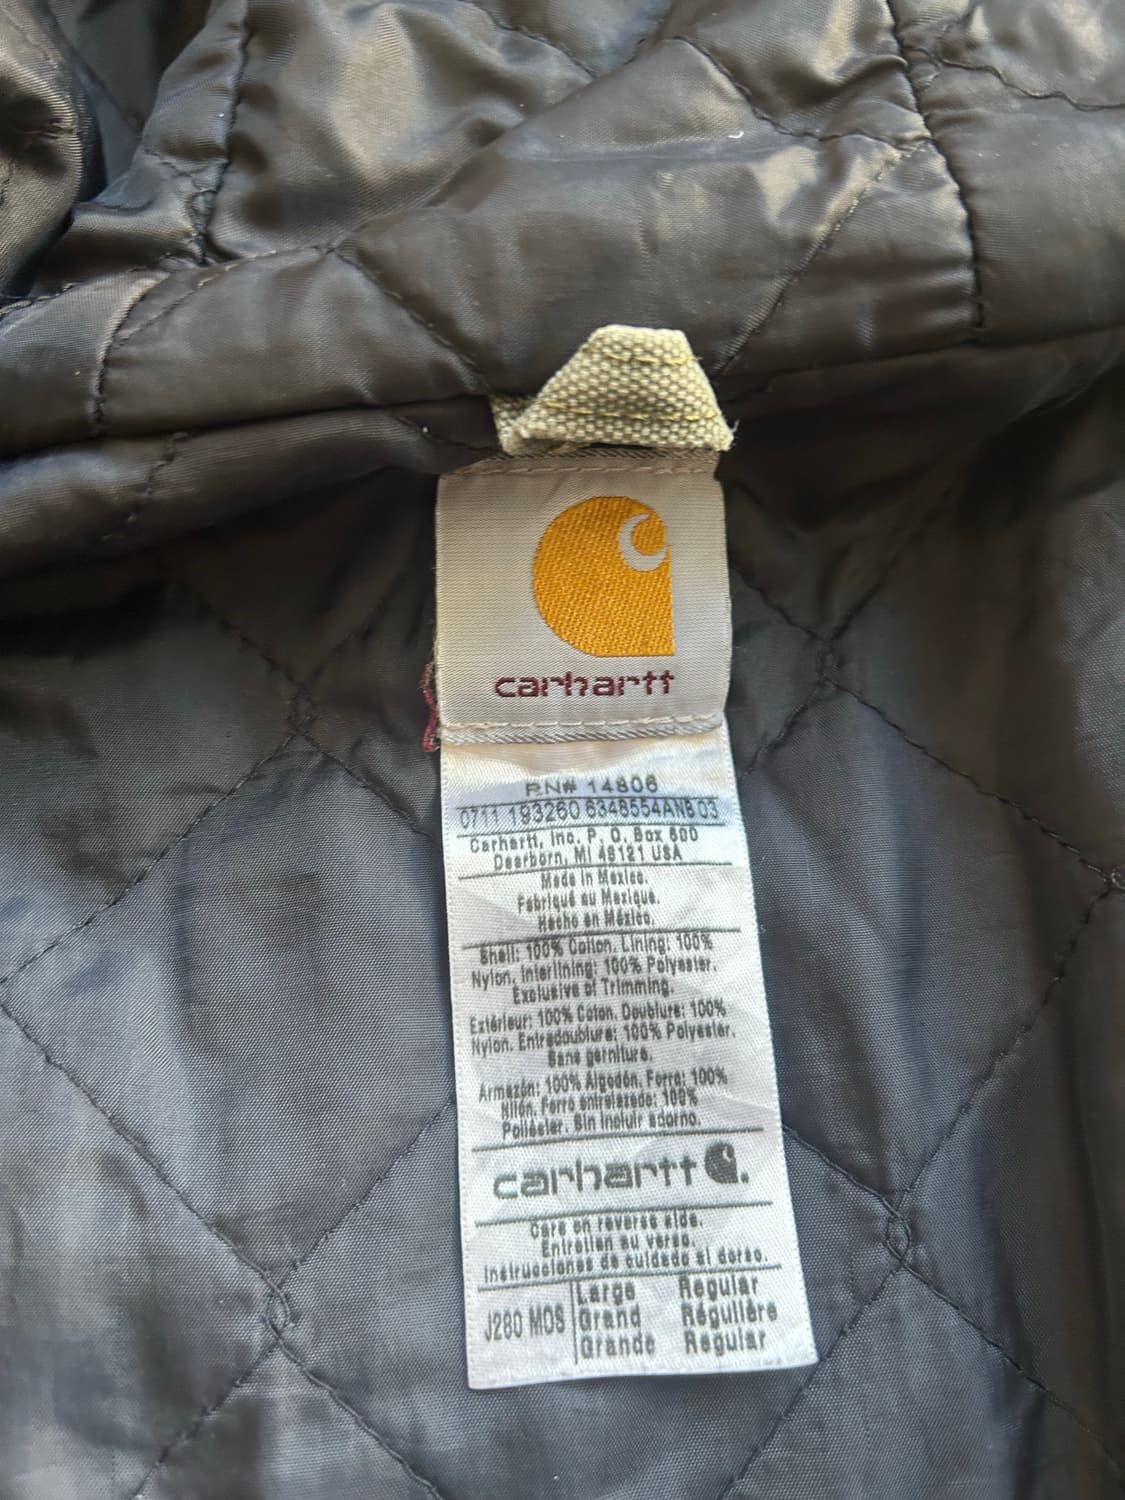 carhartt
RN# 14806
0711 193260 6348554ANB 03
Carhartt, Inc. P. O. Box 600
Dearborn, MI 48121 USA
Made in Mexico.
Fabriqué au Mexique.
Hecho en México.
Shell: 100% Cotton. Lining: 100%
Nylon. Interlining: 100% Polyester.
Exclusive of Trimming.
Extérieur: 100% Coton. Doublure: 100%
Nylon. Entredoublure: 100% Polyester.
Sans garniture.
Armazón: 100% Algodón. Forro: 100%
Nilón. Forro entrelazado: 100%
Poliéster. Sin incluir adorno.
carhartt
Care on reverse side.
Entretien au verso.
Instrucciones de cuidado al dorso.
J280 MOS
Large Regular
Grand Régulière
Grande Regular